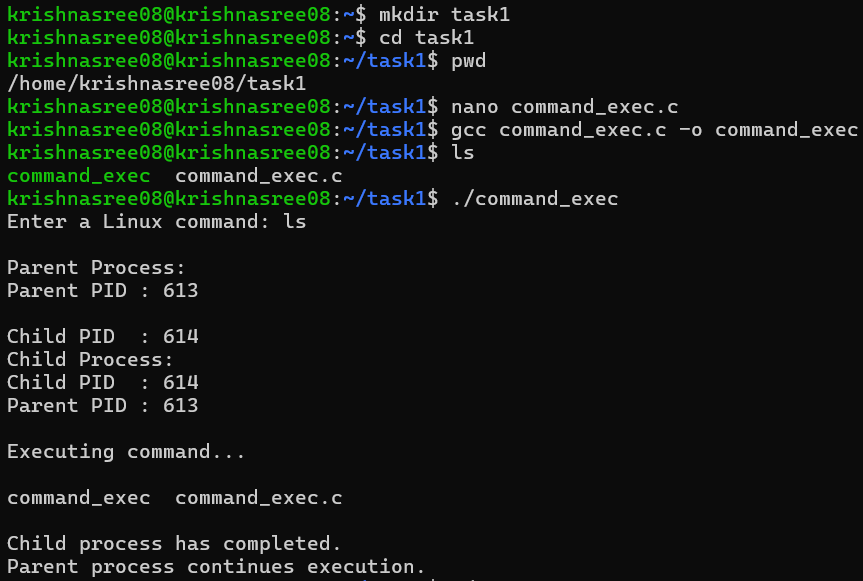 krishnasree08@krishnasree08:~$ mkdir task1
krishnasree08@krishnasree08:~$ cd task1
krishnasree08@krishnasree08:~/task1$ pwd
/home/krishnasree08/task1
krishnasree08@krishnasree08:~/task1$ nano command_exec.c
krishnasree08@krishnasree08:~/task1$ gcc command_exec.c -o command_exec
krishnasree08@krishnasree08:~/task1$ ls
command_exec  command_exec.c
krishnasree08@krishnasree08:~/task1$ ./command_exec
Enter a Linux command: ls
Parent Process:
Parent PID : 613
Child PID  : 614
Child Process:
Child PID  : 614
Parent PID : 613
Executing command...
command_exec  command_exec.c
Child process has completed.
Parent process continues execution.